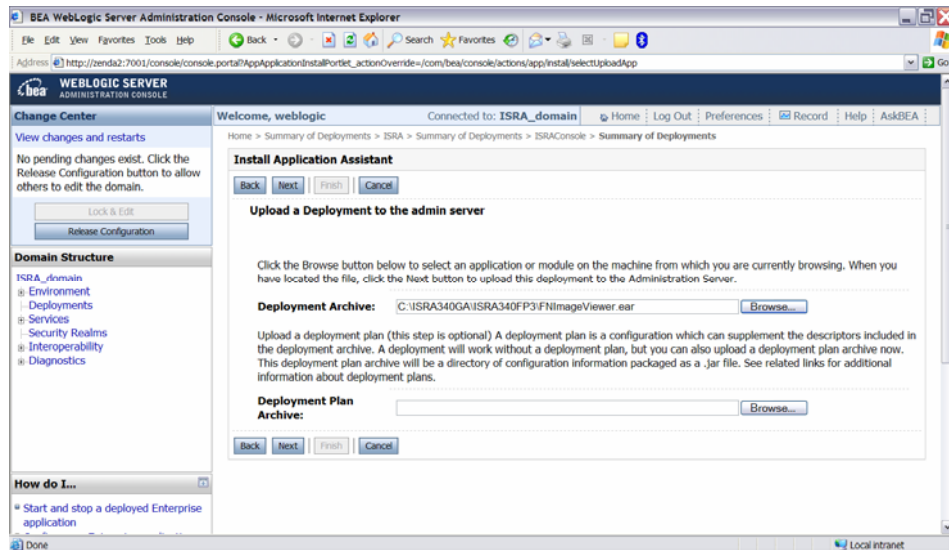 BEA WebLogic Server Administration Console - Microsoft Internet Explorer
File Edit View Favorites Tools Help
Back Search Favorites
Address http://zenda2:7001/console/console.portal?AppApplicationInstallPortlet_actionOverride=/com/bea/console/actions/app/install/selectUploadApp Go
bea WEBLOGIC SERVER
ADMINISTRATION CONSOLE
Change Center
View changes and restarts
No pending changes exist. Click the
Release Configuration button to allow
others to edit the domain.
Lock & Edit
Release Configuration
Domain Structure
ISRA_domain
Environment
Deployments
Services
Security Realms
Interoperability
Diagnostics
How do I...
Start and stop a deployed Enterprise
application
Welcome, weblogic Connected to: ISRA_domain Home Log Out Preferences Record Help AskBEA
Home > Summary of Deployments > ISRA > Summary of Deployments > ISRAConsole > Summary of Deployments
Install Application Assistant
Back Next Finish Cancel
Upload a Deployment to the admin server
Click the Browse button below to select an application or module on the machine from which you are currently browsing. When you
have located the file, click the Next button to upload this deployment to the Administration Server.
Deployment Archive: C:\ISRA340GA\ISRA340FP3\FNImageViewer.ear Browse...
Upload a deployment plan (this step is optional) A deployment plan is a configuration which can supplement the descriptors included in
the deployment archive. A deployment will work without a deployment plan, but you can also upload a deployment plan archive now.
This deployment plan archive will be a directory of configuration information packaged as a .jar file. See related links for additional
information about deployment plans.
Deployment Plan
Archive: Browse...
Back Next Finish Cancel
Done Local intranet